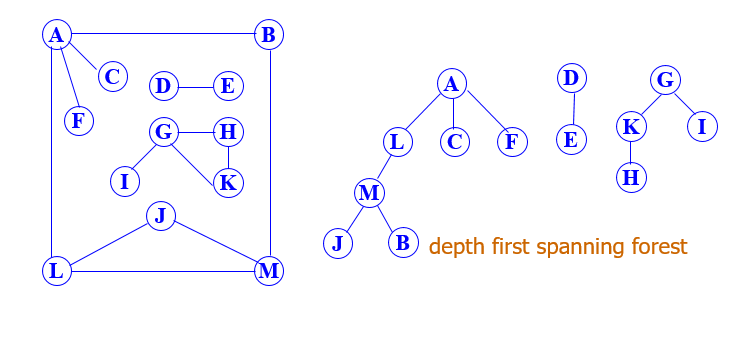 A B
C
D E
F
G H
I K
J
L M
A
L C F
M
J B
D
E
G
K I
H
depth first spanning forest